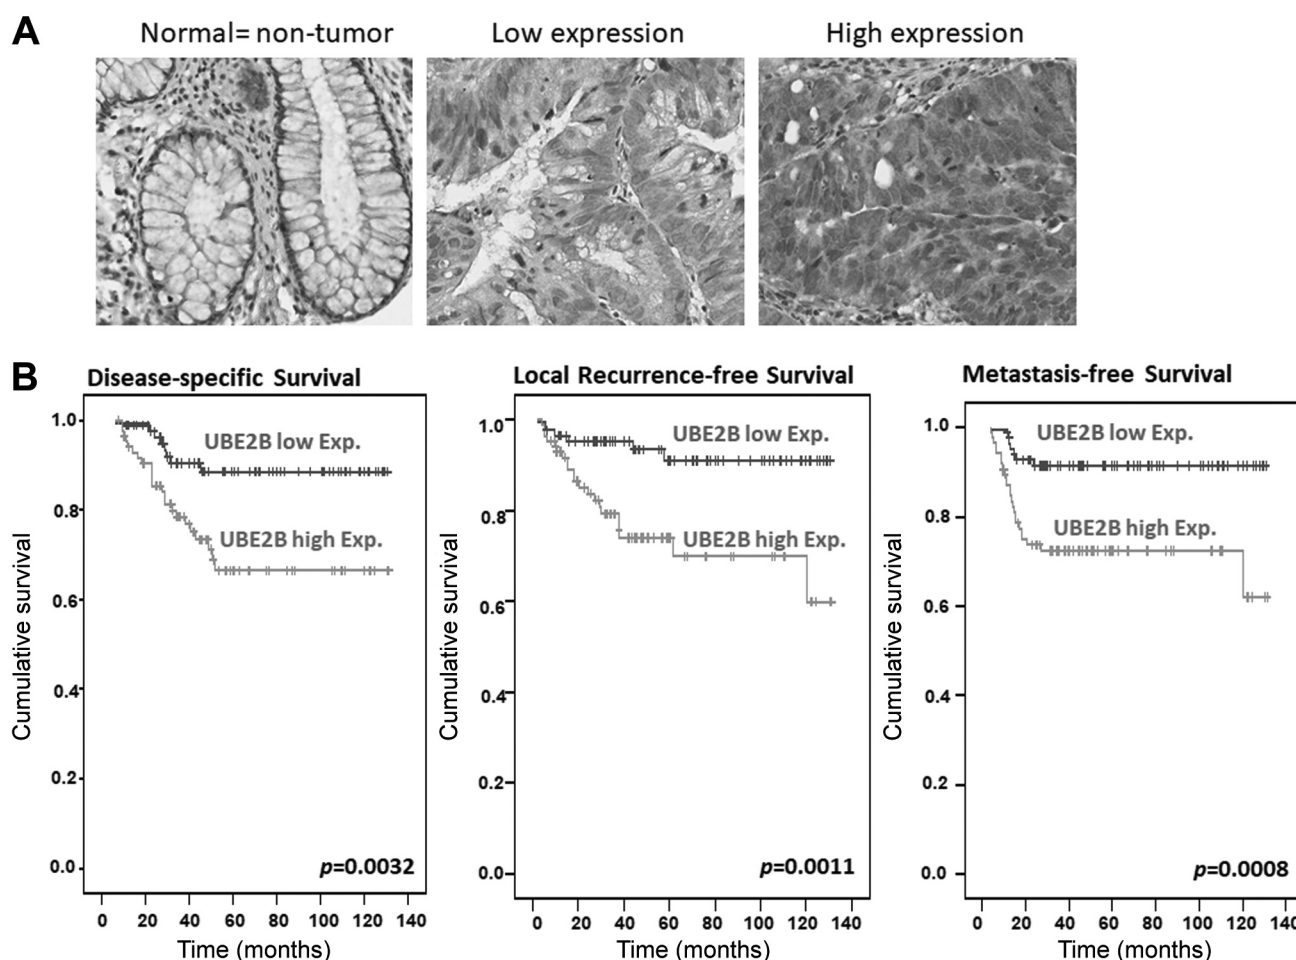 A
Normal= non-tumor
Low expression
High expression
B
Disease-specific Survival
Cumulative survival
1.0
0.8
0.6
0.4
0.2
0.0
UBE2B low Exp.
UBE2B high Exp.
p=0.0032
0 20 40 60 80 100 120 140
Time (months)
Local Recurrence-free Survival
Cumulative survival
1.0
0.8
0.6
0.4
0.2
0.0
UBE2B low Exp.
UBE2B high Exp.
p=0.0011
0 20 40 60 80 100 120 140
Time (months)
Metastasis-free Survival
Cumulative survival
1.0
0.8
0.6
0.4
0.2
0.0
UBE2B low Exp.
UBE2B high Exp.
p=0.0008
0 20 40 60 80 100 120 140
Time (months)